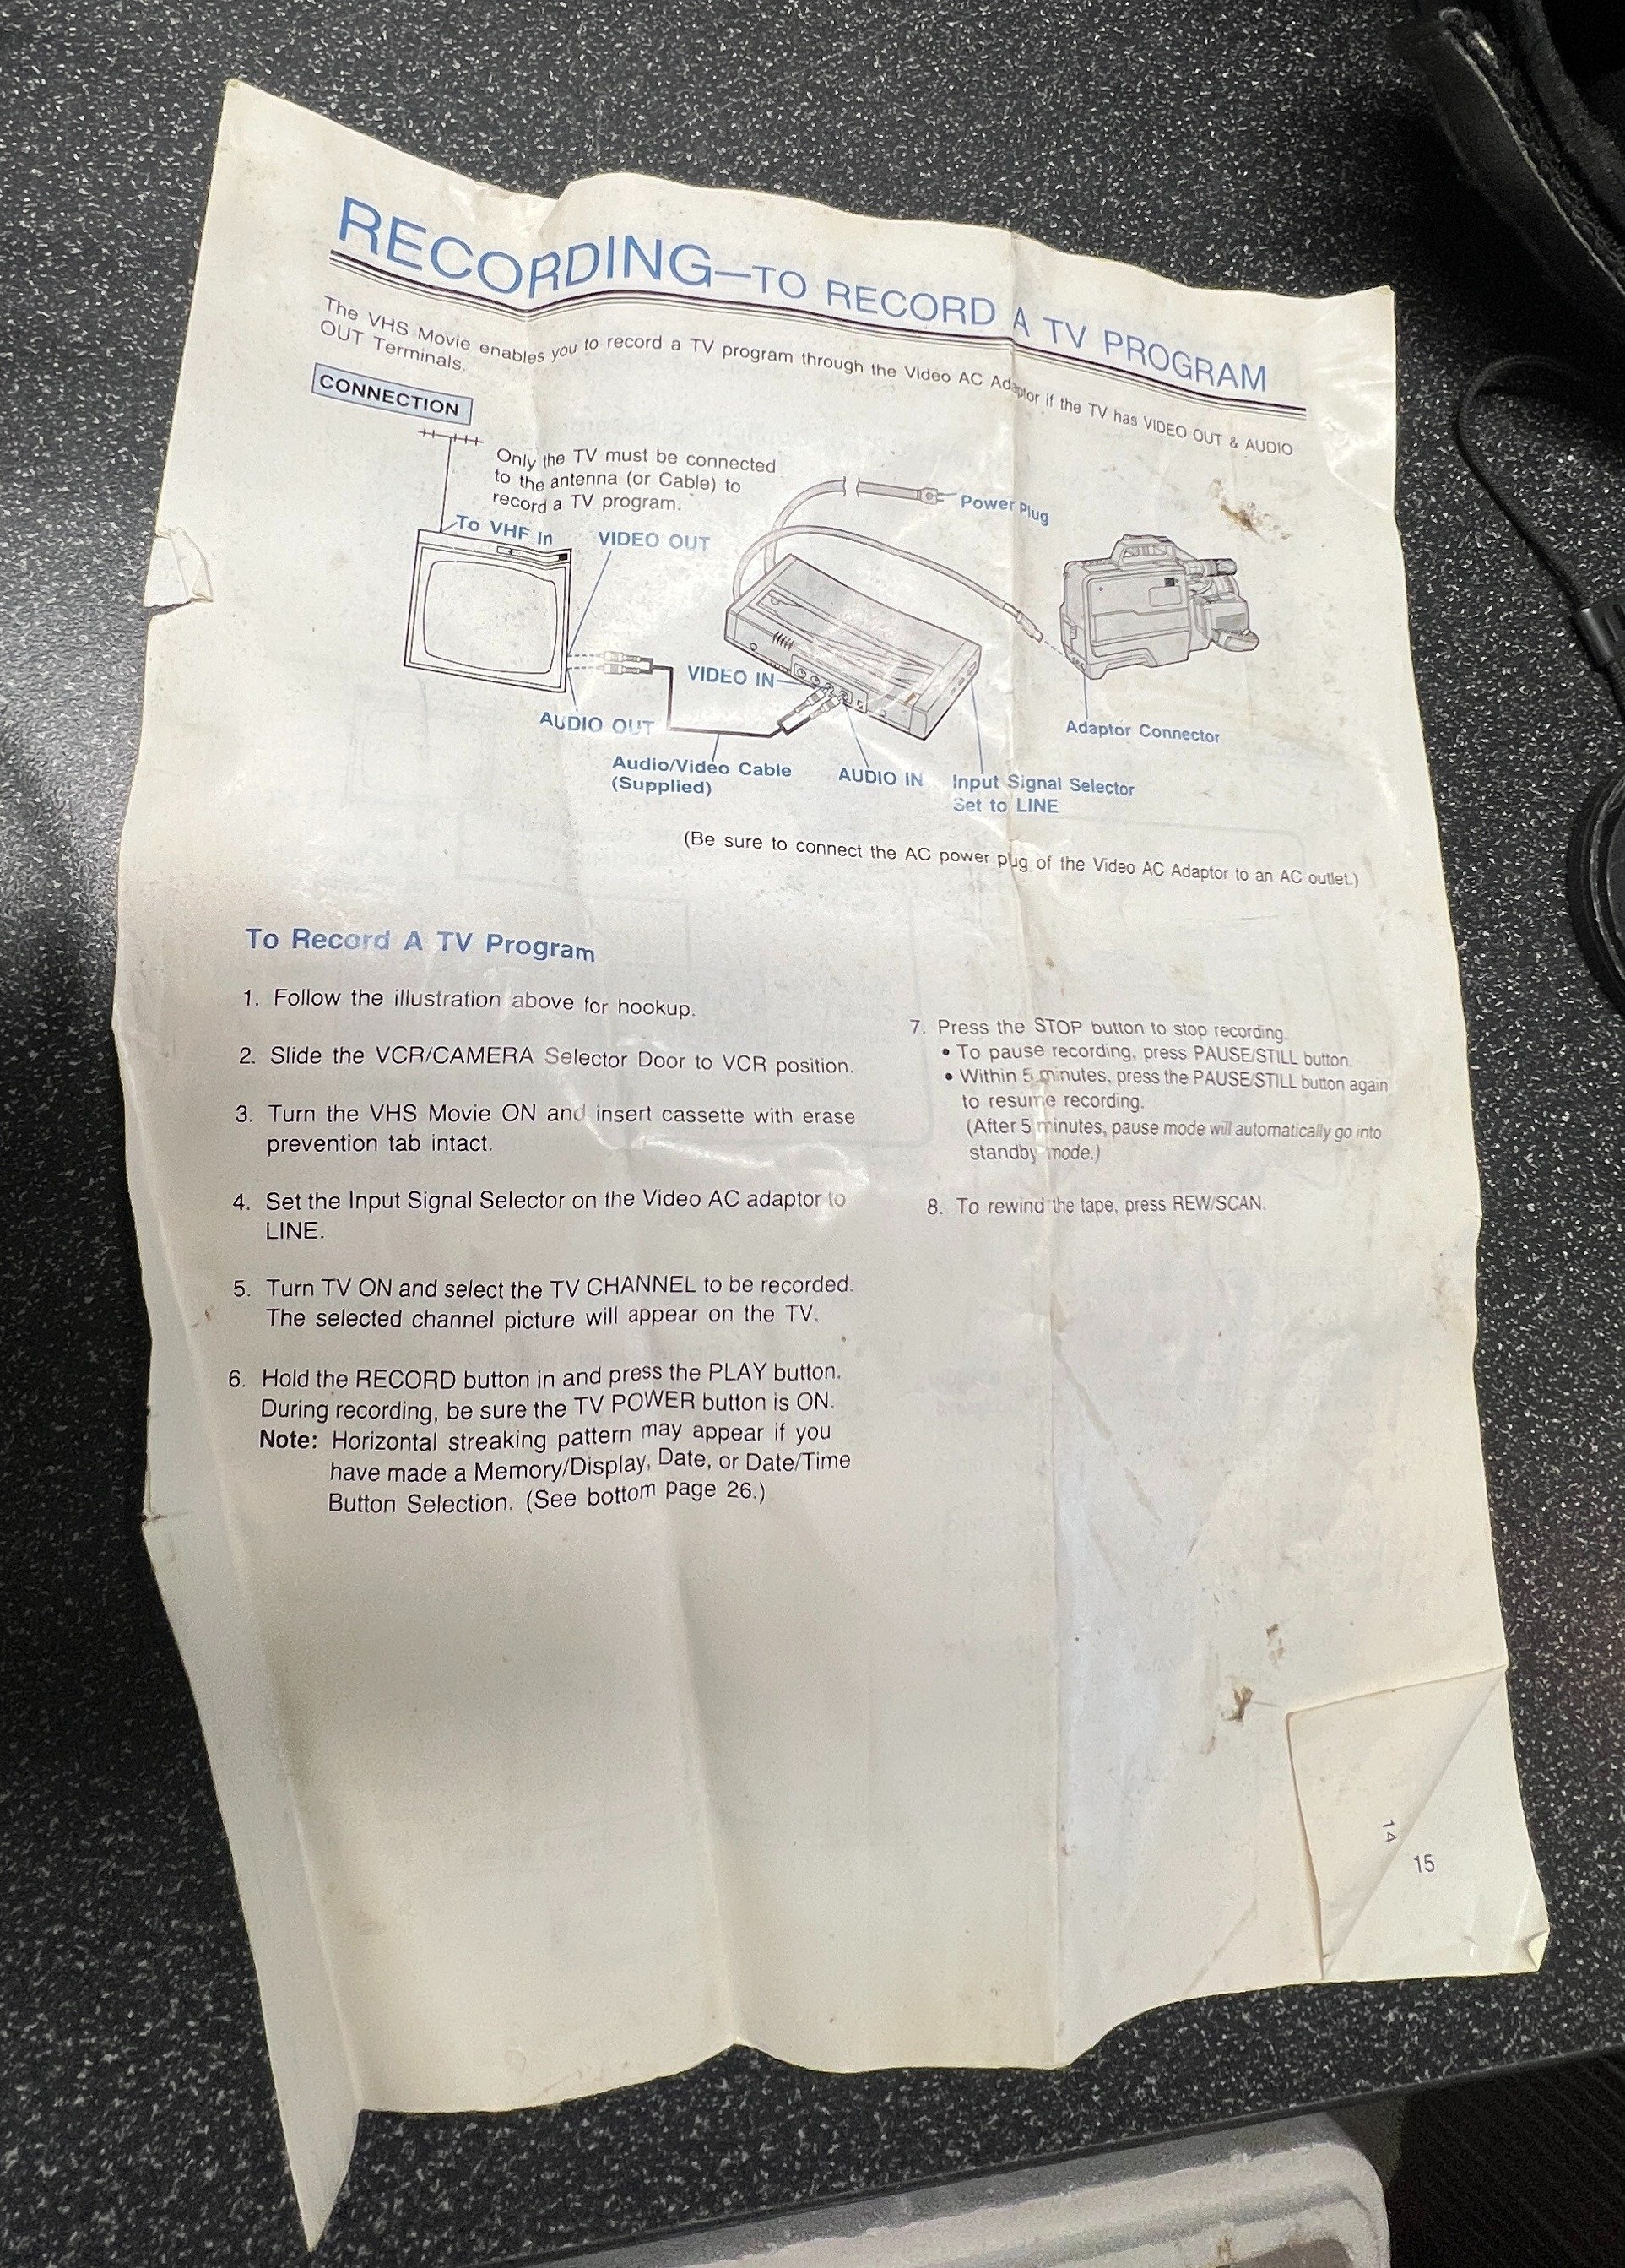 RECORDING—TO RECORD A TV PROGRAM
The VHS Movie enables you to record a TV program through the Video AC Adaptor if the TV has VIDEO OUT & AUDIO
OUT Terminals.
CONNECTION
Only the TV must be connected
to the antenna (or Cable) to
record a TV program.
Power Plug
To VHF In
VIDEO OUT
VIDEO IN
AUDIO OUT
Adaptor Connector
Audio/Video Cable
(Supplied)
AUDIO IN
Input Signal Selector
Set to LINE
(Be sure to connect the AC power plug of the Video AC Adaptor to an AC outlet.)
To Record A TV Program
1. Follow the illustration above for hookup.
2. Slide the VCR/CAMERA Selector Door to VCR position.
3. Turn the VHS Movie ON and insert cassette with erase
prevention tab intact.
4. Set the Input Signal Selector on the Video AC adaptor to
LINE.
5. Turn TV ON and select the TV CHANNEL to be recorded.
The selected channel picture will appear on the TV.
6. Hold the RECORD button in and press the PLAY button.
During recording, be sure the TV POWER button is ON.
Note: Horizontal streaking pattern may appear if you
have made a Memory/Display, Date, or Date/Time
Button Selection. (See bottom page 26.)
7. Press the STOP button to stop recording.
• To pause recording, press PAUSE/STILL button.
• Within 5 minutes, press the PAUSE/STILL button again
to resume recording.
(After 5 minutes, pause mode will automatically go into
standby mode.)
8. To rewind the tape, press REW/SCAN.
14
15